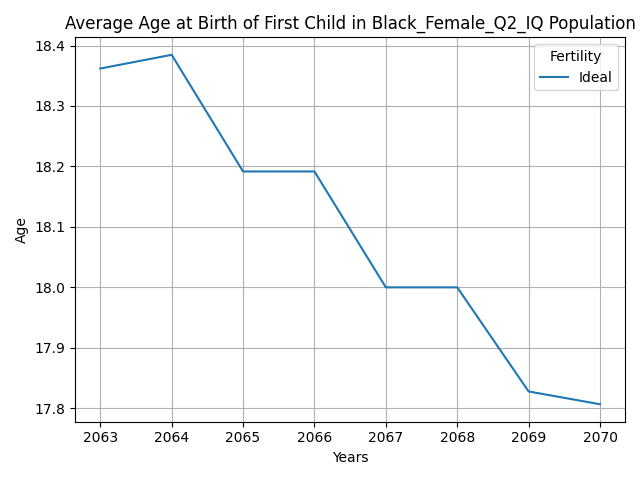 Average Age at Birth of First Child in Black_Female_Q2_IQ Population
18.4
18.3
18.2
18.1
18.0
17.9
17.8
Age
Fertility
Ideal
2063 2064 2065 2066 2067 2068 2069 2070
Years